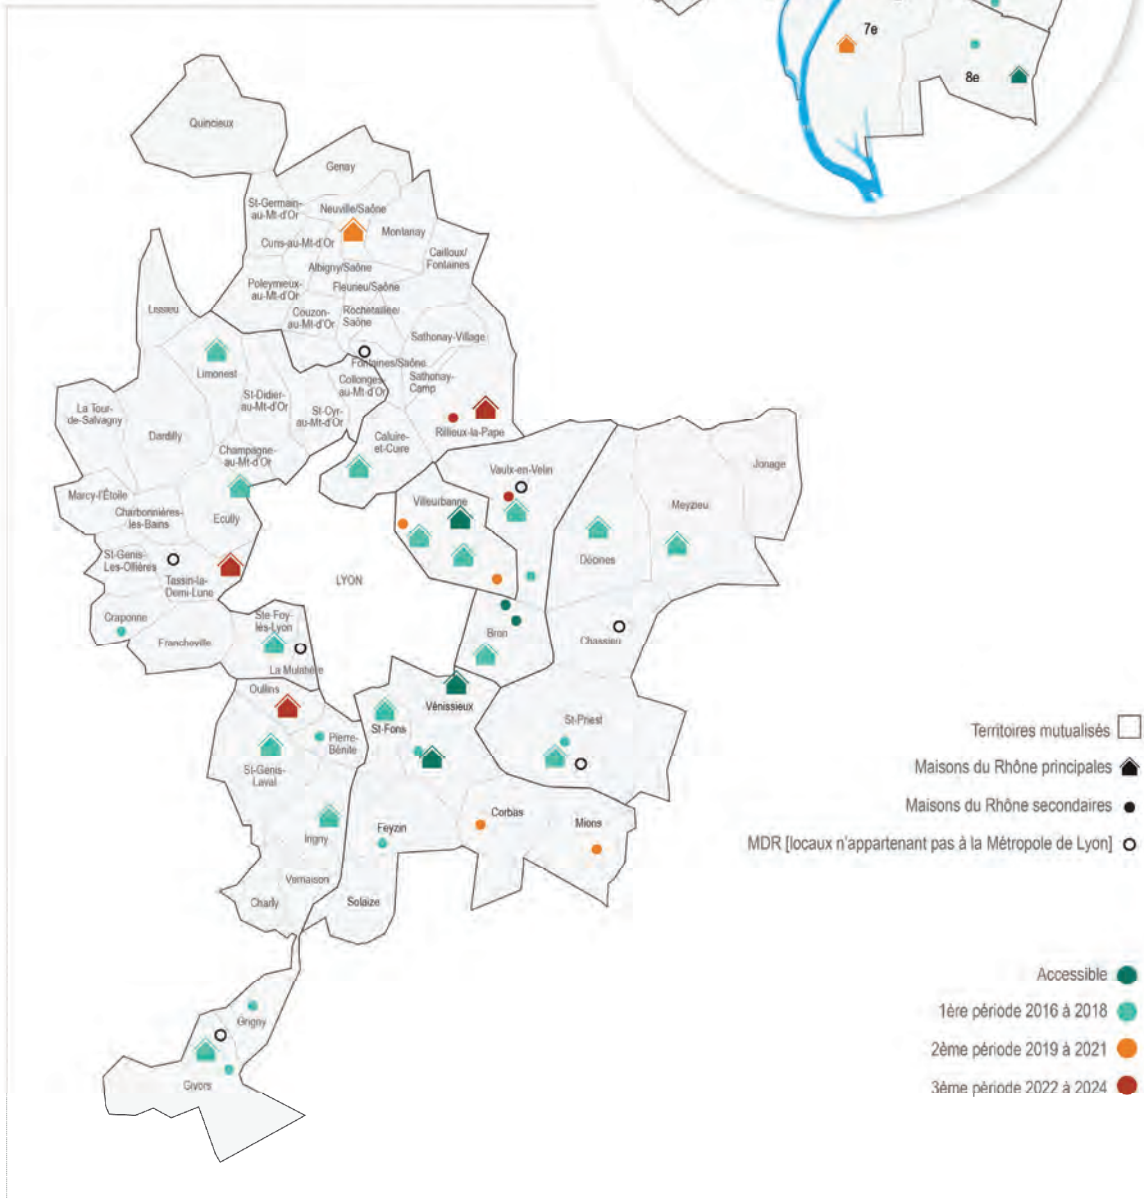 7e
8e
Quincieux
Genay
St-Germain-
au-Mt-d'Or
Neuville/Saône
Curis-au-Mt-d'Or
Montanay
Cailloux/
Fontaines
Albigny/Saône
Poleymieux-
au-Mt-d'Or
Fleurieu/Saône
Lissieu
Couzon-
au-Mt-d'Or
Rochetaillée/
Saône
Sathonay-Village
Fontaines/Saône
Limonest
Collonges-
au-Mt-d'Or
Sathonay-
Camp
St-Didier-
au-Mt-d'Or
La Tour-
de-Salvagny
St-Cyr-
au-Mt-d'Or
Rillieux-la-Pape
Dardilly
Caluire-
et-Cuire
Champagne-
au-Mt-d'Or
Vaulx-en-Velin
Jonage
Marcy-l'Étoile
Villeurbanne
Meyzieu
Charbonnières-
les-Bains
Ecully
St-Genis-
Les-Ollières
Décines
Tassin-la-
Demi-Lune
LYON
Craponne
Ste-Foy-
lès-Lyon
Francheville
Bron
Chassieu
La Mulatière
Oullins
Vénissieux
St-Fons
St-Priest
Pierre-
Bénite
St-Genis-
Laval
Corbas
Mions
Feyzin
Irigny
Vernaison
Charly
Solaize
Grigny
Givors
Territoires mutualisés
Maisons du Rhône principales
Maisons du Rhône secondaires
MDR [locaux n'appartenant pas à la Métropole de Lyon]
Accessible
1ère période 2016 à 2018
2ème période 2019 à 2021
3ème période 2022 à 2024